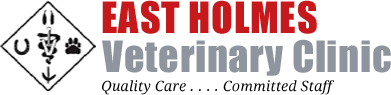 EAST HOLMES
Veterinary Clinic
Quality Care . . . . Committed Staff